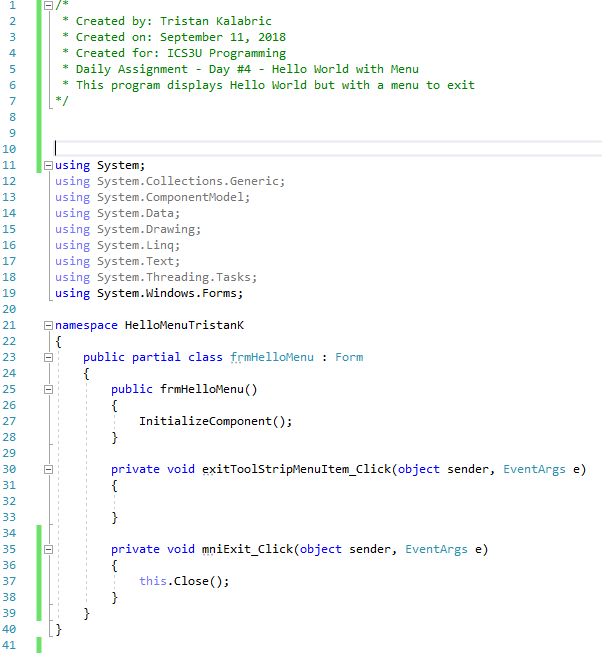 1 /*
2  * Created by: Tristan Kalabric
3  * Created on: September 11, 2018
4  * Created for: ICS3U Programming
5  * Daily Assignment - Day #4 - Hello World with Menu
6  * This program displays Hello World but with a menu to exit
7 */
8
9
10
11 using System;
12 using System.Collections.Generic;
13 using System.ComponentModel;
14 using System.Data;
15 using System.Drawing;
16 using System.Linq;
17 using System.Text;
18 using System.Threading.Tasks;
19 using System.Windows.Forms;
20
21 namespace HelloMenuTristanK
22 {
23     public partial class frmHelloMenu : Form
24     {
25         public frmHelloMenu()
26         {
27             InitializeComponent();
28         }
29
30         private void exitToolStripMenuItem_Click(object sender, EventArgs e)
31         {
32
33         }
34
35         private void mniExit_Click(object sender, EventArgs e)
36         {
37             this.Close();
38         }
39     }
40 }
41